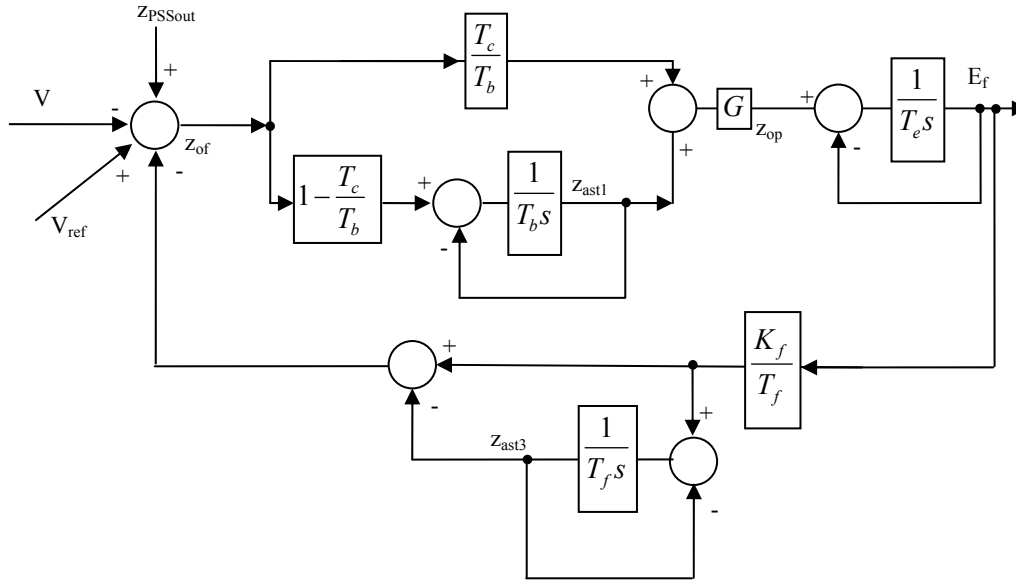 z_PSSout
+
V
-
z_of
+
-
V_ref
T_c
T_b
1 - T_c
T_b
+
-
1
T_b s
z_ast1
+
+
G
z_op
+
-
1
T_e s
E_f
K_f
T_f
+
-
z_ast3
1
T_f s
+
-